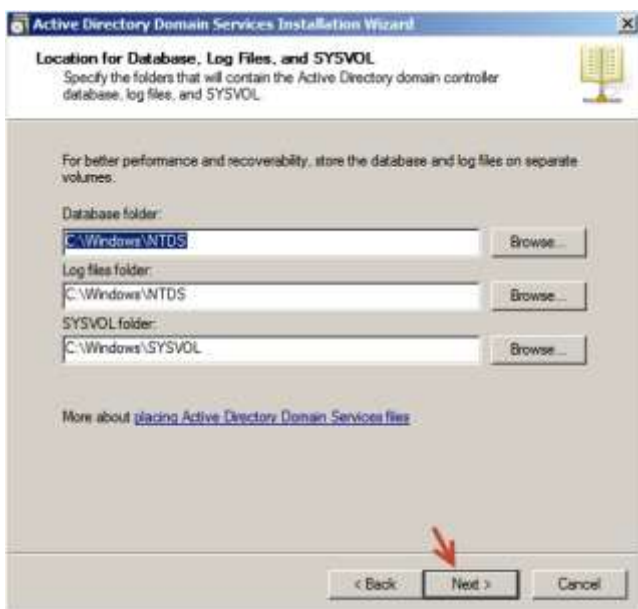 Active Directory Domain Services Installation Wizard
Location for Database, Log Files, and SYSVOL
Specify the folders that will contain the Active Directory domain controller
database, log files, and SYSVOL.
For better performance and recoverability, store the database and log files on separate
volumes.
Database folder:
C:\Windows\NTDS
Browse...
Log files folder:
C:\Windows\NTDS
Browse...
SYSVOL folder:
C:\Windows\SYSVOL
Browse...
More about placing Active Directory Domain Services files
< Back Next > Cancel